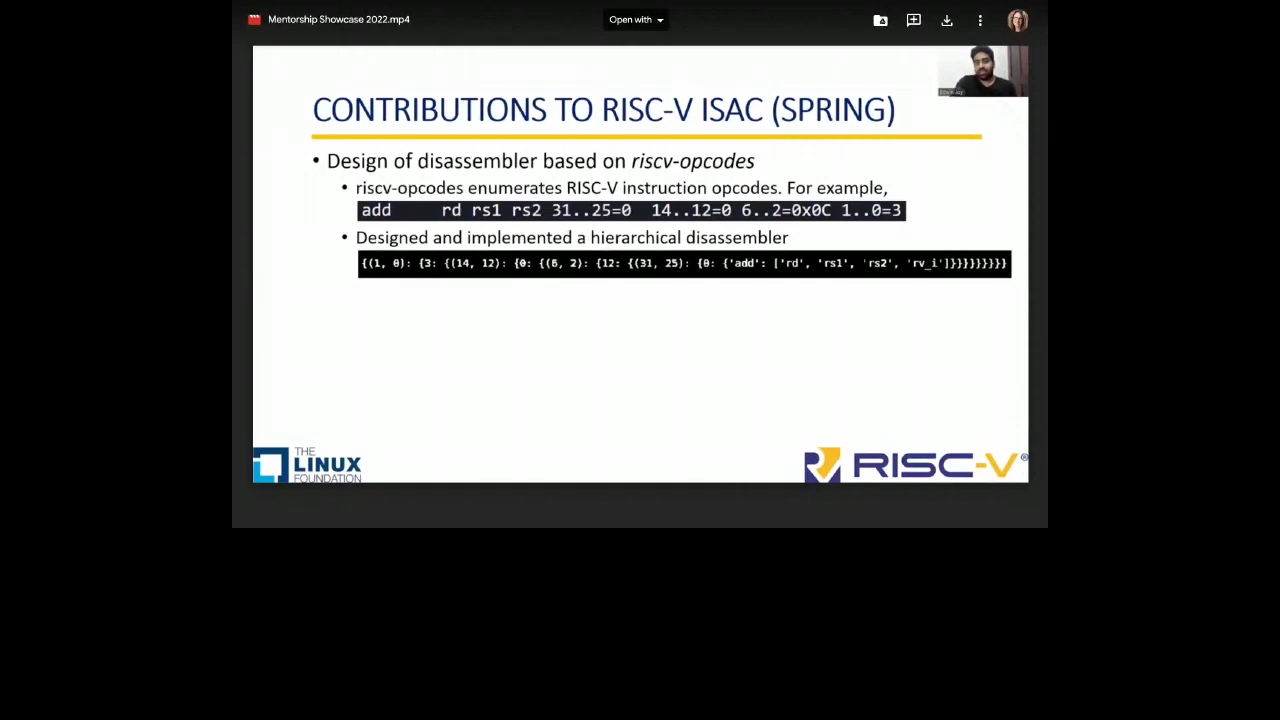 Mentorship Showcase 2022.mp4
Open with
CONTRIBUTIONS TO RISC-V ISAC (SPRING)
• Design of disassembler based on riscv-opcodes
• riscv-opcodes enumerates RISC-V instruction opcodes. For example,
add rd rs1 rs2 31..25=0 14..12=0 6..2=0x0C 1..0=3
• Designed and implemented a hierarchical disassembler
{(1, 0): {3: {(14, 12): {0: {(6, 2): {12: {(31, 25): {0: {'add': ['rd', 'rs1', 'rs2', 'rv_i']}}}}}}}}}
THE
LINUX
FOUNDATION
RISC-V®